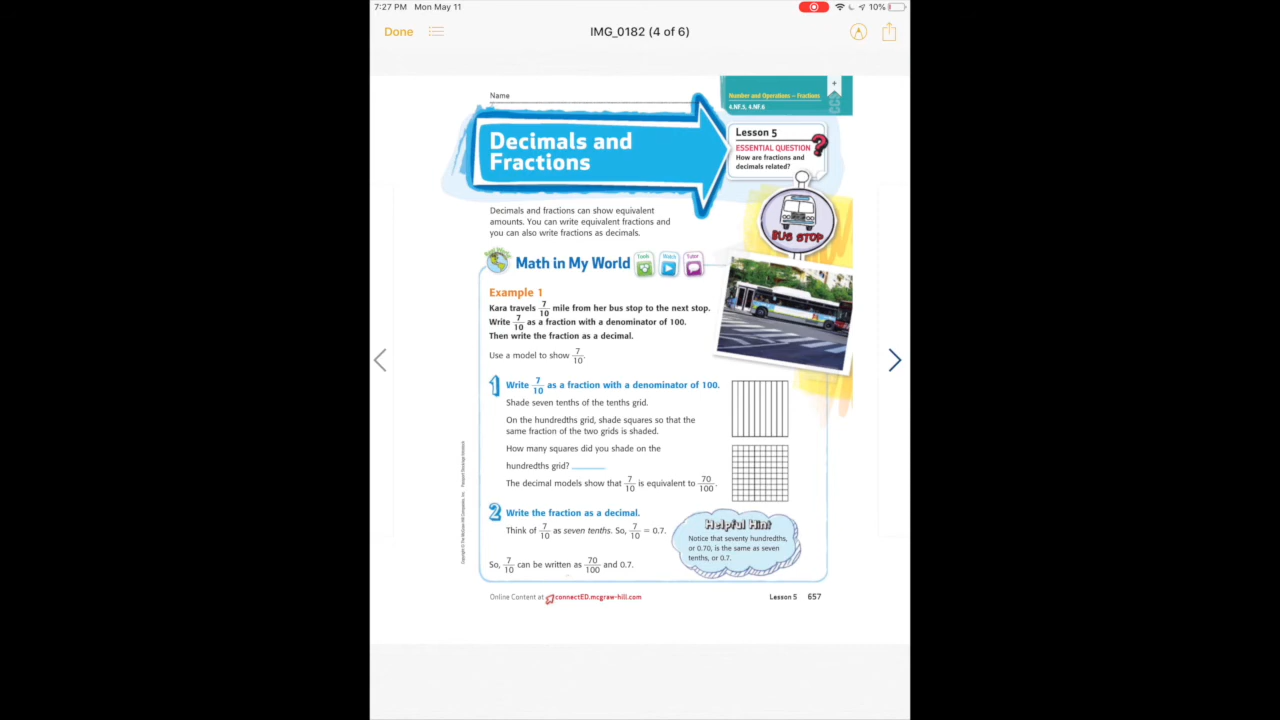 7:27 PM Mon May 11
10%
Done
IMG_0182 (4 of 6)
Name
Number and Operations – Fractions
4.NF.5, 4.NF.6
CCSS
Decimals and
Fractions
Lesson 5
ESSENTIAL QUESTION
How are fractions and
decimals related?
?
BUS STOP
Decimals and fractions can show equivalent
amounts. You can write equivalent fractions and
you can also write fractions as decimals.
Math in My World
Tools
Watch
Tutor
Example 1
Kara travels 7/10 mile from her bus stop to the next stop.
Write 7/10 as a fraction with a denominator of 100.
Then write the fraction as a decimal.
Use a model to show 7/10.
1 Write 7/10 as a fraction with a denominator of 100.
Shade seven tenths of the tenths grid.
On the hundredths grid, shade squares so that the
same fraction of the two grids is shaded.
How many squares did you shade on the
hundredths grid? ______
The decimal models show that 7/10 is equivalent to 70/100.
2 Write the fraction as a decimal.
Think of 7/10 as seven tenths. So, 7/10 = 0.7.
Helpful Hint
Notice that seventy hundredths,
or 0.70, is the same as seven
tenths, or 0.7.
So, 7/10 can be written as 70/100 and 0.7.
Online Content at connectED.mcgraw-hill.com
Lesson 5 657